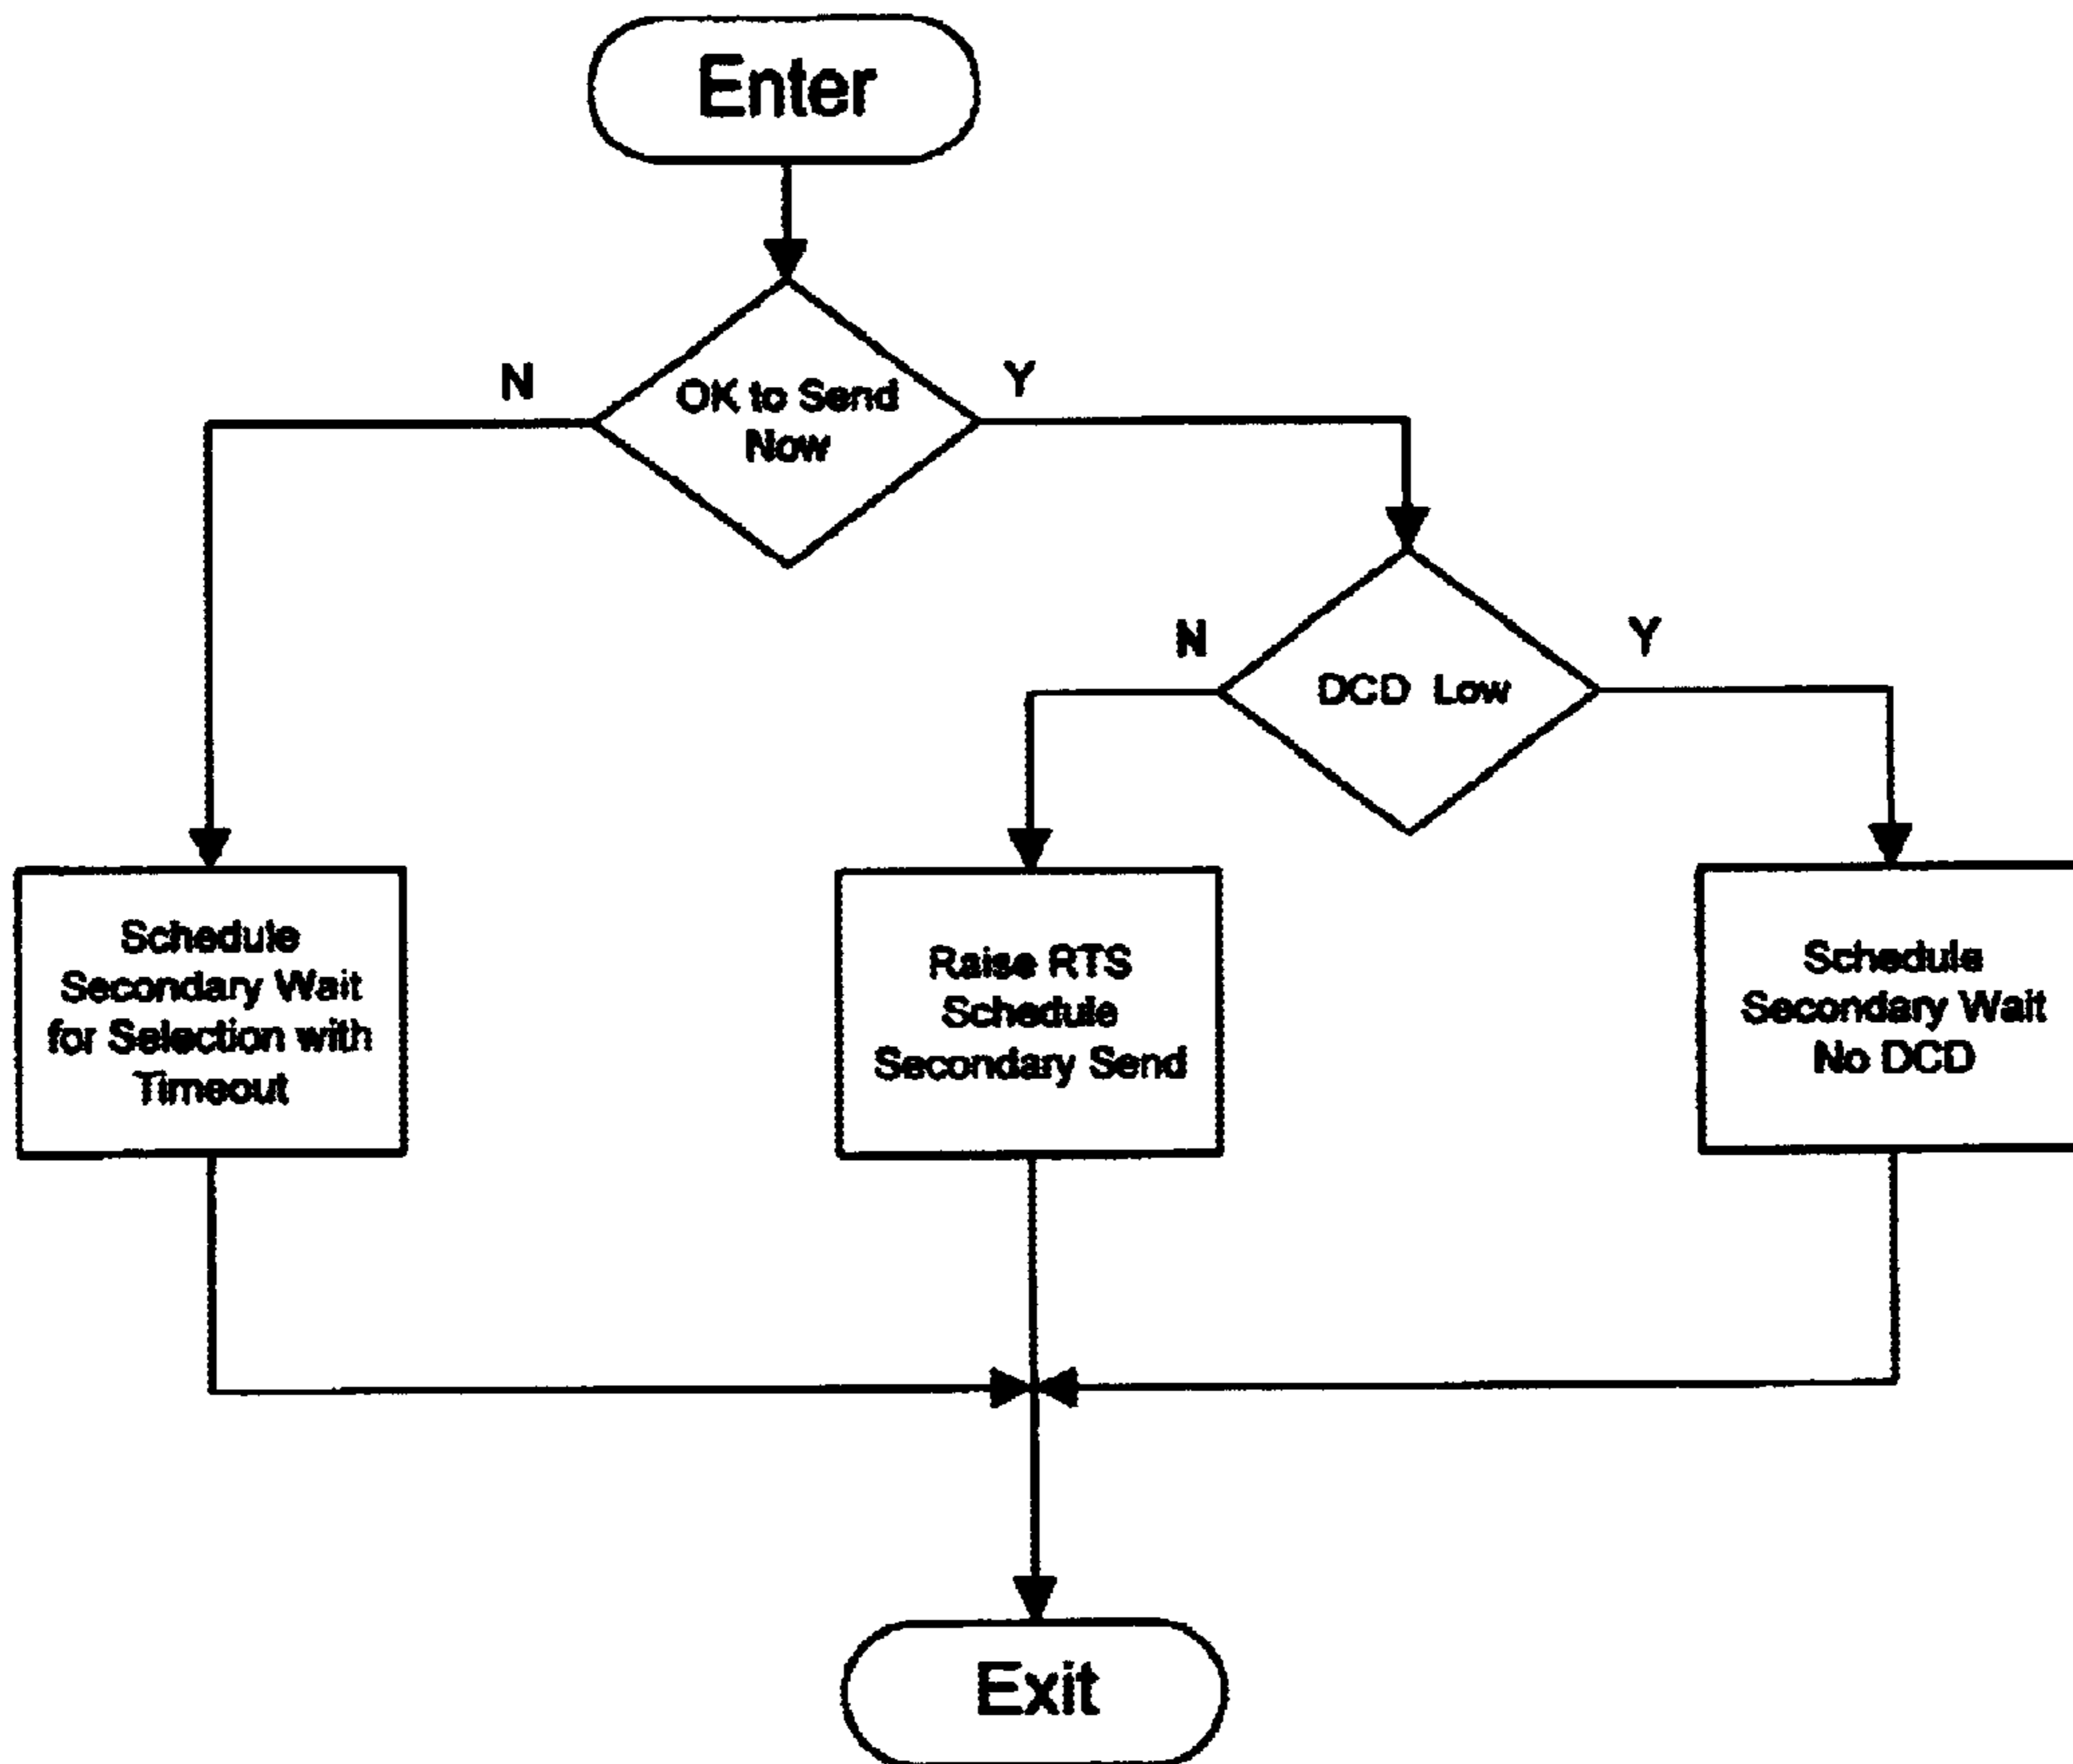 Enter
N
Y
OK to Send
Now
N
Y
DCD Low
Schedule
Secondary Wait
for Selection with
Timeout
Raise RTS
Schedule
Secondary Send
Schedule
Secondary Wait
No DCD
Exit